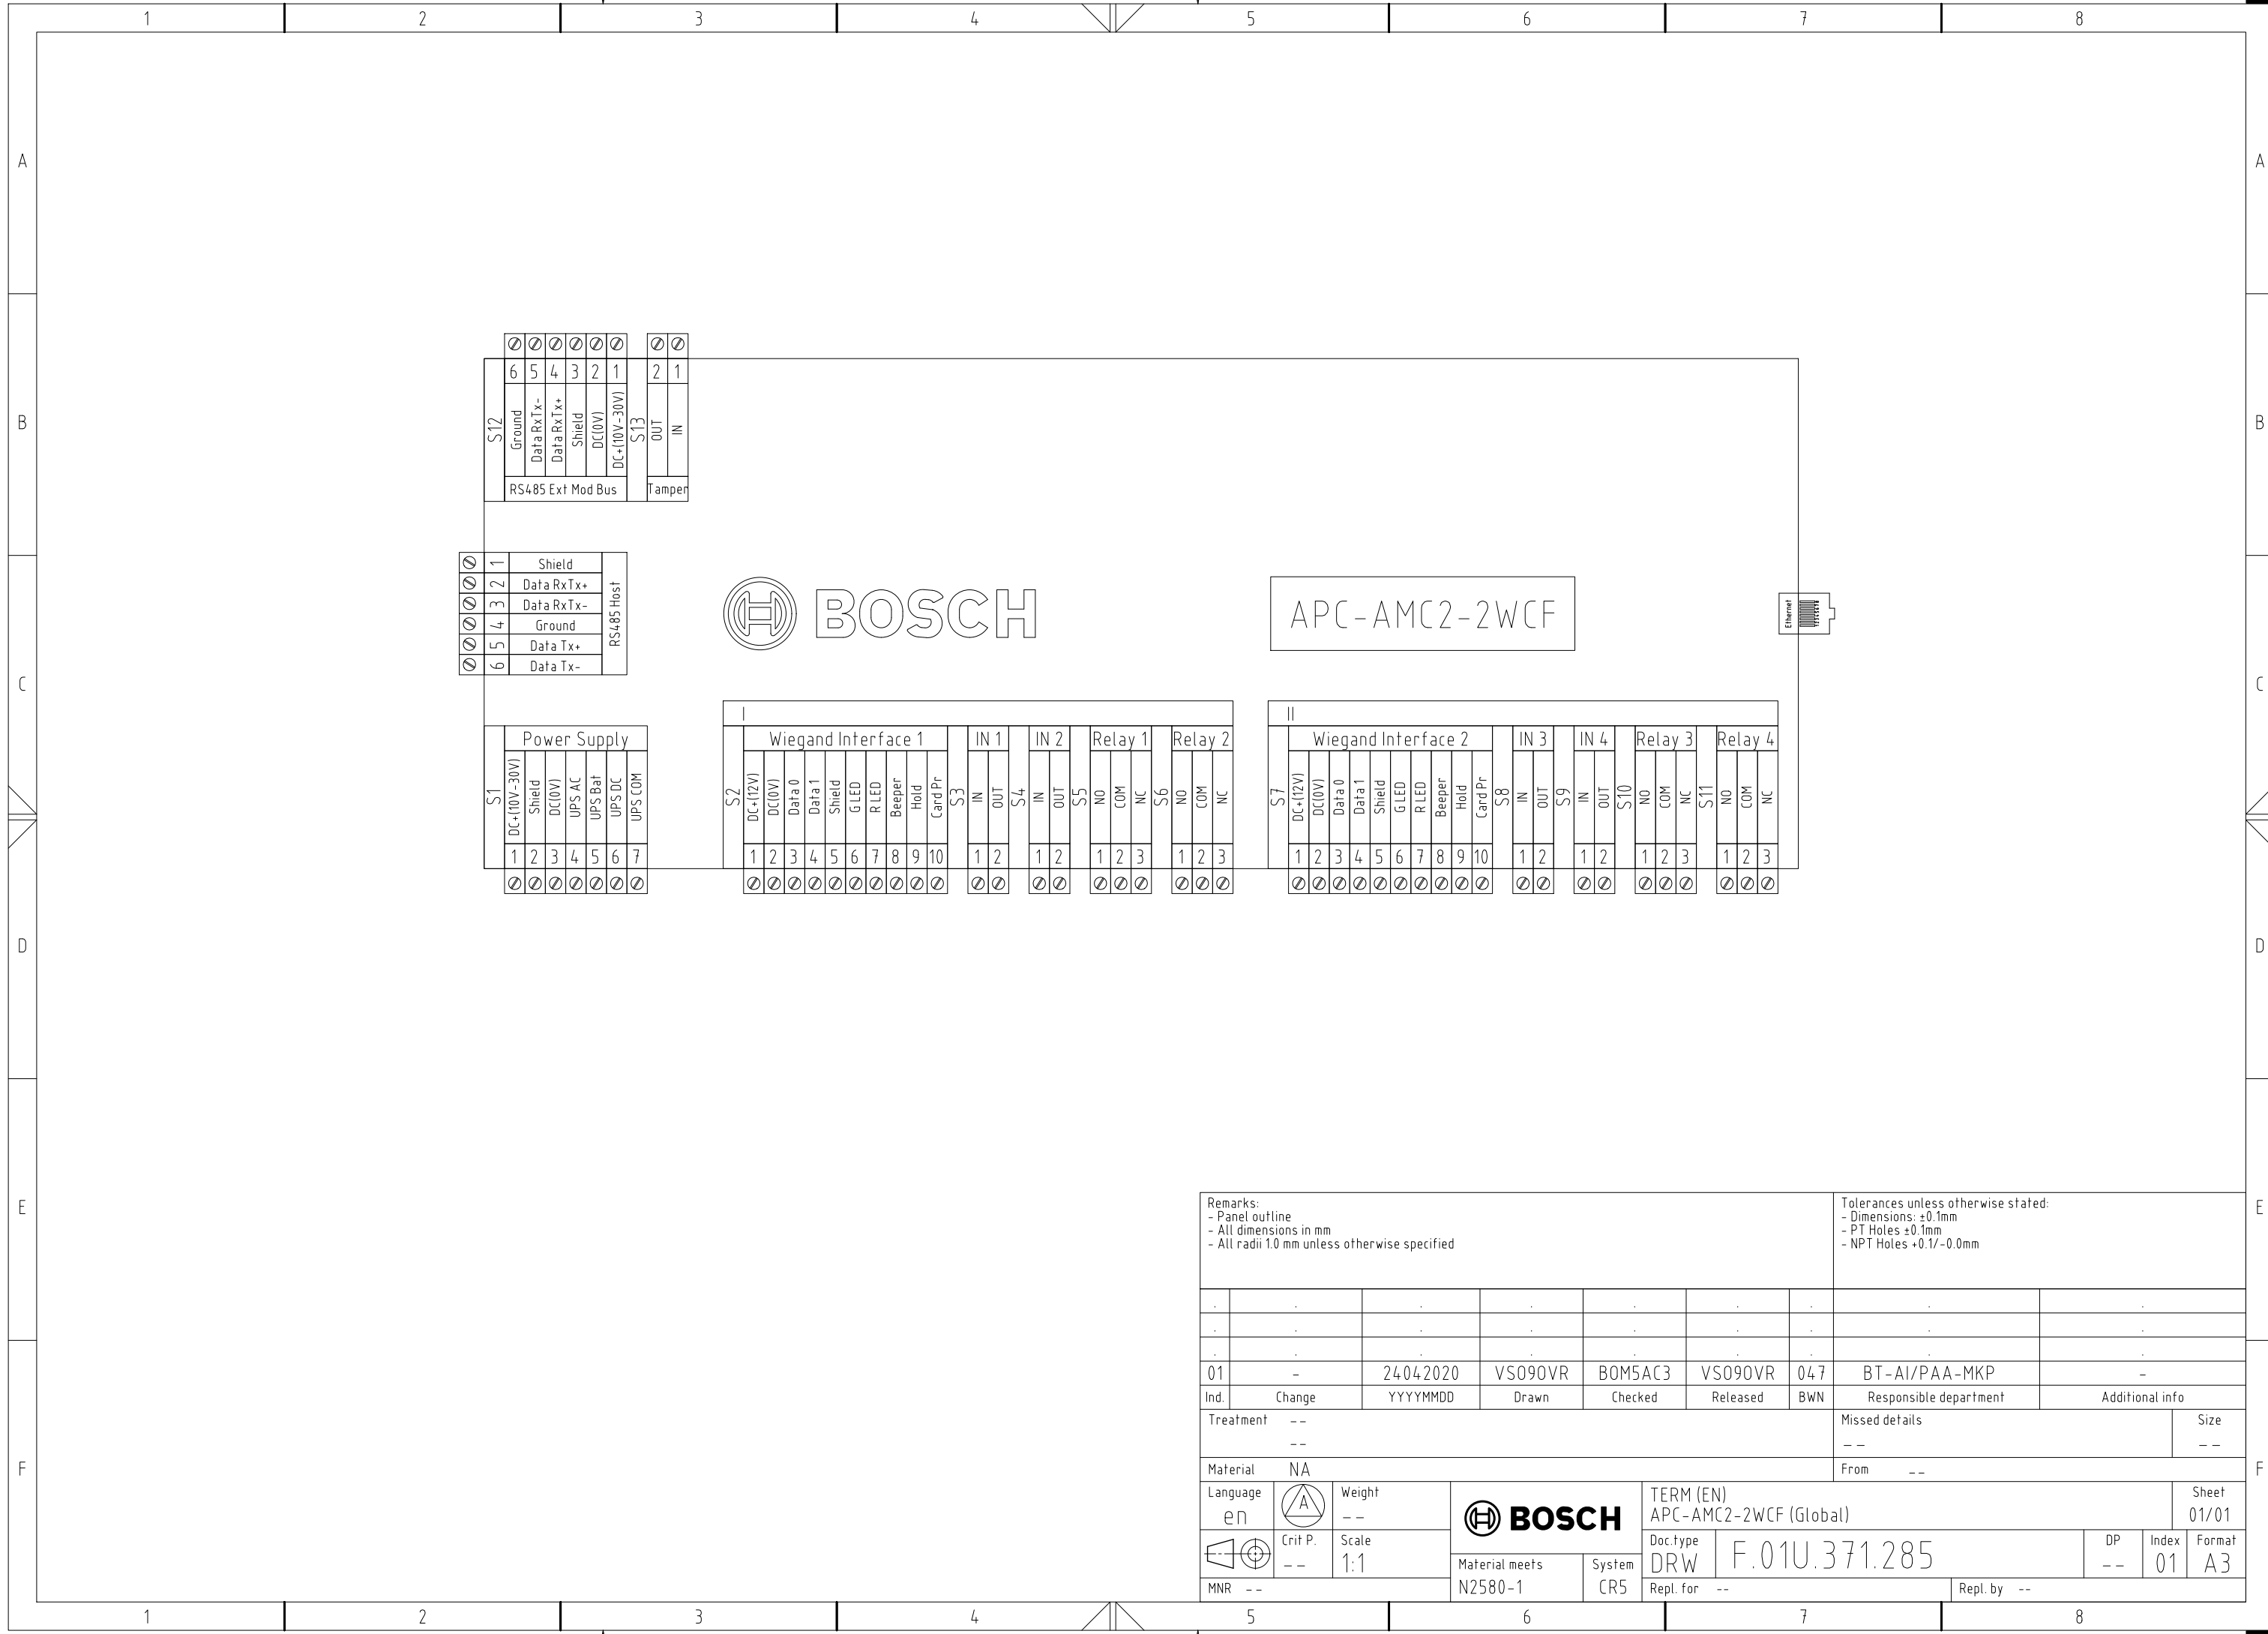 1 2 3 4 5 6 7 8
A A
B B
C C
D D
E E
F F
6 5 4 3 2 1 2 1
S12 Ground Data RxTx- Data RxTx+ Shield DC(0V) DC+(10V-30V) S13 OUT IN
RS485 Ext Mod Bus Tamper
1 Shield
2 Data RxTx+
3 Data RxTx-
4 Ground
5 Data Tx+
6 Data Tx-
RS485 Host
BOSCH
APC-AMC2-2WCF
Ethernet
12345678
Power Supply
S1 DC+(10V-30V) Shield DC(0V) UPS AC UPS Bat UPS DC UPS COM
1 2 3 4 5 6 7
I
Wiegand Interface 1 IN 1 IN 2 Relay 1 Relay 2
S2 DC+(12V) DC(0V) Data 0 Data 1 Shield G LED R LED Beeper Hold Card Pr S3 IN OUT S4 IN OUT S5 NO COM NC S6 NO COM NC
1 2 3 4 5 6 7 8 9 10 1 2 1 2 1 2 3 1 2 3
II
Wiegand Interface 2 IN 3 IN 4 Relay 3 Relay 4
S7 DC+(12V) DC(0V) Data 0 Data 1 Shield G LED R LED Beeper Hold Card Pr S8 IN OUT S9 IN OUT S10 NO COM NC S11 NO COM NC
1 2 3 4 5 6 7 8 9 10 1 2 1 2 1 2 3 1 2 3
Remarks:
- Panel outline
- All dimensions in mm
- All radii 1.0 mm unless otherwise specified
Tolerances unless otherwise stated:
- Dimensions: ±0.1mm
- PT Holes ±0.1mm
- NPT Holes +0.1/-0.0mm
. . . . . . . . .
. . . . . . . . .
. . . . . . . . .
01 - 24042020 VSO9OVR BOM5AC3 VSO9OVR 047 BT-AI/PAA-MKP -
Ind. Change YYYYMMDD Drawn Checked Released BWN Responsible department Additional info
Treatment --
--
Missed details
--
Size
--
Material NA
From --
Language
en
A
Weight
--
BOSCH
TERM (EN)
APC-AMC2-2WCF (Global)
Sheet
01/01
Crit P.
--
Scale
1:1
Material meets
N2580-1
System
CR5
Doc.type
DRW
F.01U.371.285
DP
--
Index
01
Format
A3
MNR --
Repl. for --
Repl. by --
1 2 3 4 5 6 7 8